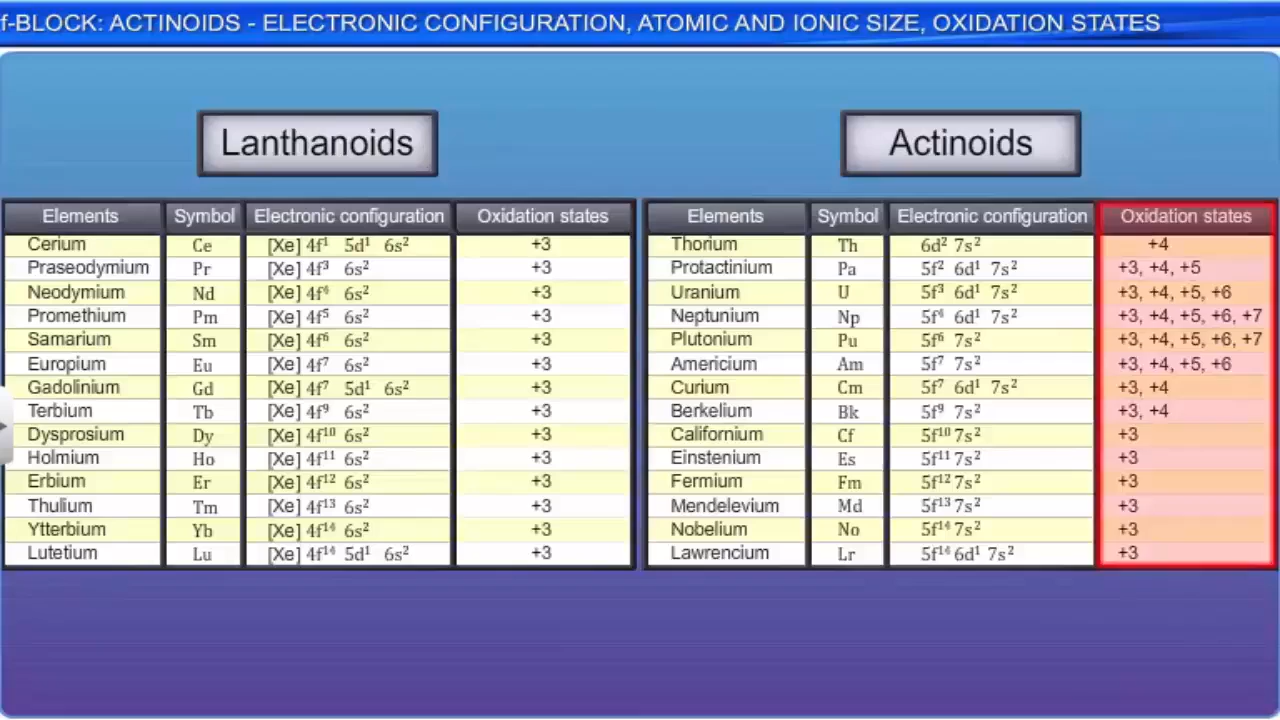 f-BLOCK: ACTINOIDS - ELECTRONIC CONFIGURATION, ATOMIC AND IONIC SIZE, OXIDATION STATES
Lanthanoids
Elements Symbol Electronic configuration Oxidation states
Cerium Ce [Xe] 4f¹ 5d¹ 6s² +3
Praseodymium Pr [Xe] 4f³ 6s² +3
Neodymium Nd [Xe] 4f⁴ 6s² +3
Promethium Pm [Xe] 4f⁵ 6s² +3
Samarium Sm [Xe] 4f⁶ 6s² +3
Europium Eu [Xe] 4f⁷ 6s² +3
Gadolinium Gd [Xe] 4f⁷ 5d¹ 6s² +3
Terbium Tb [Xe] 4f⁹ 6s² +3
Dysprosium Dy [Xe] 4f¹⁰ 6s² +3
Holmium Ho [Xe] 4f¹¹ 6s² +3
Erbium Er [Xe] 4f¹² 6s² +3
Thulium Tm [Xe] 4f¹³ 6s² +3
Ytterbium Yb [Xe] 4f¹⁴ 6s² +3
Lutetium Lu [Xe] 4f¹⁴ 5d¹ 6s² +3
Actinoids
Elements Symbol Electronic configuration Oxidation states
Thorium Th 6d² 7s² +4
Protactinium Pa 5f² 6d¹ 7s² +3, +4, +5
Uranium U 5f³ 6d¹ 7s² +3, +4, +5, +6
Neptunium Np 5f⁴ 6d¹ 7s² +3, +4, +5, +6, +7
Plutonium Pu 5f⁶ 7s² +3, +4, +5, +6, +7
Americium Am 5f⁷ 7s² +3, +4, +5, +6
Curium Cm 5f⁷ 6d¹ 7s² +3, +4
Berkelium Bk 5f⁹ 7s² +3, +4
Californium Cf 5f¹⁰ 7s² +3
Einstenium Es 5f¹¹ 7s² +3
Fermium Fm 5f¹² 7s² +3
Mendelevium Md 5f¹³ 7s² +3
Nobelium No 5f¹⁴ 7s² +3
Lawrencium Lr 5f¹⁴ 6d¹ 7s² +3